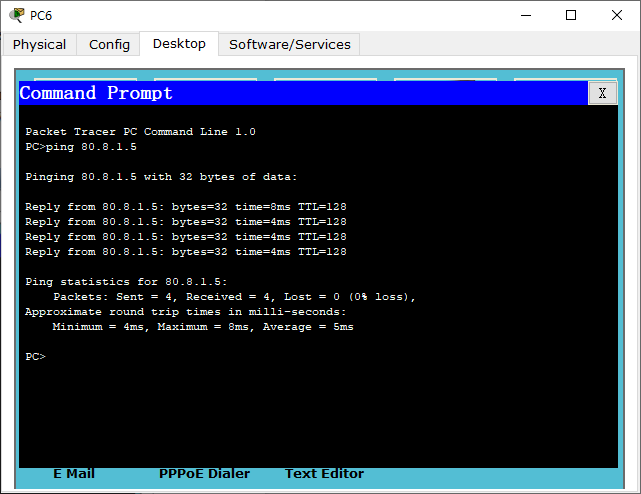 PC6
Physical Config Desktop Software/Services
Command Prompt X
Packet Tracer PC Command Line 1.0
PC>ping 80.8.1.5
Pinging 80.8.1.5 with 32 bytes of data:
Reply from 80.8.1.5: bytes=32 time=8ms TTL=128
Reply from 80.8.1.5: bytes=32 time=4ms TTL=128
Reply from 80.8.1.5: bytes=32 time=4ms TTL=128
Reply from 80.8.1.5: bytes=32 time=4ms TTL=128
Ping statistics for 80.8.1.5:
Packets: Sent = 4, Received = 4, Lost = 0 (0% loss),
Approximate round trip times in milli-seconds:
Minimum = 4ms, Maximum = 8ms, Average = 5ms
PC>
E Mail PPPoE Dialer Text Editor